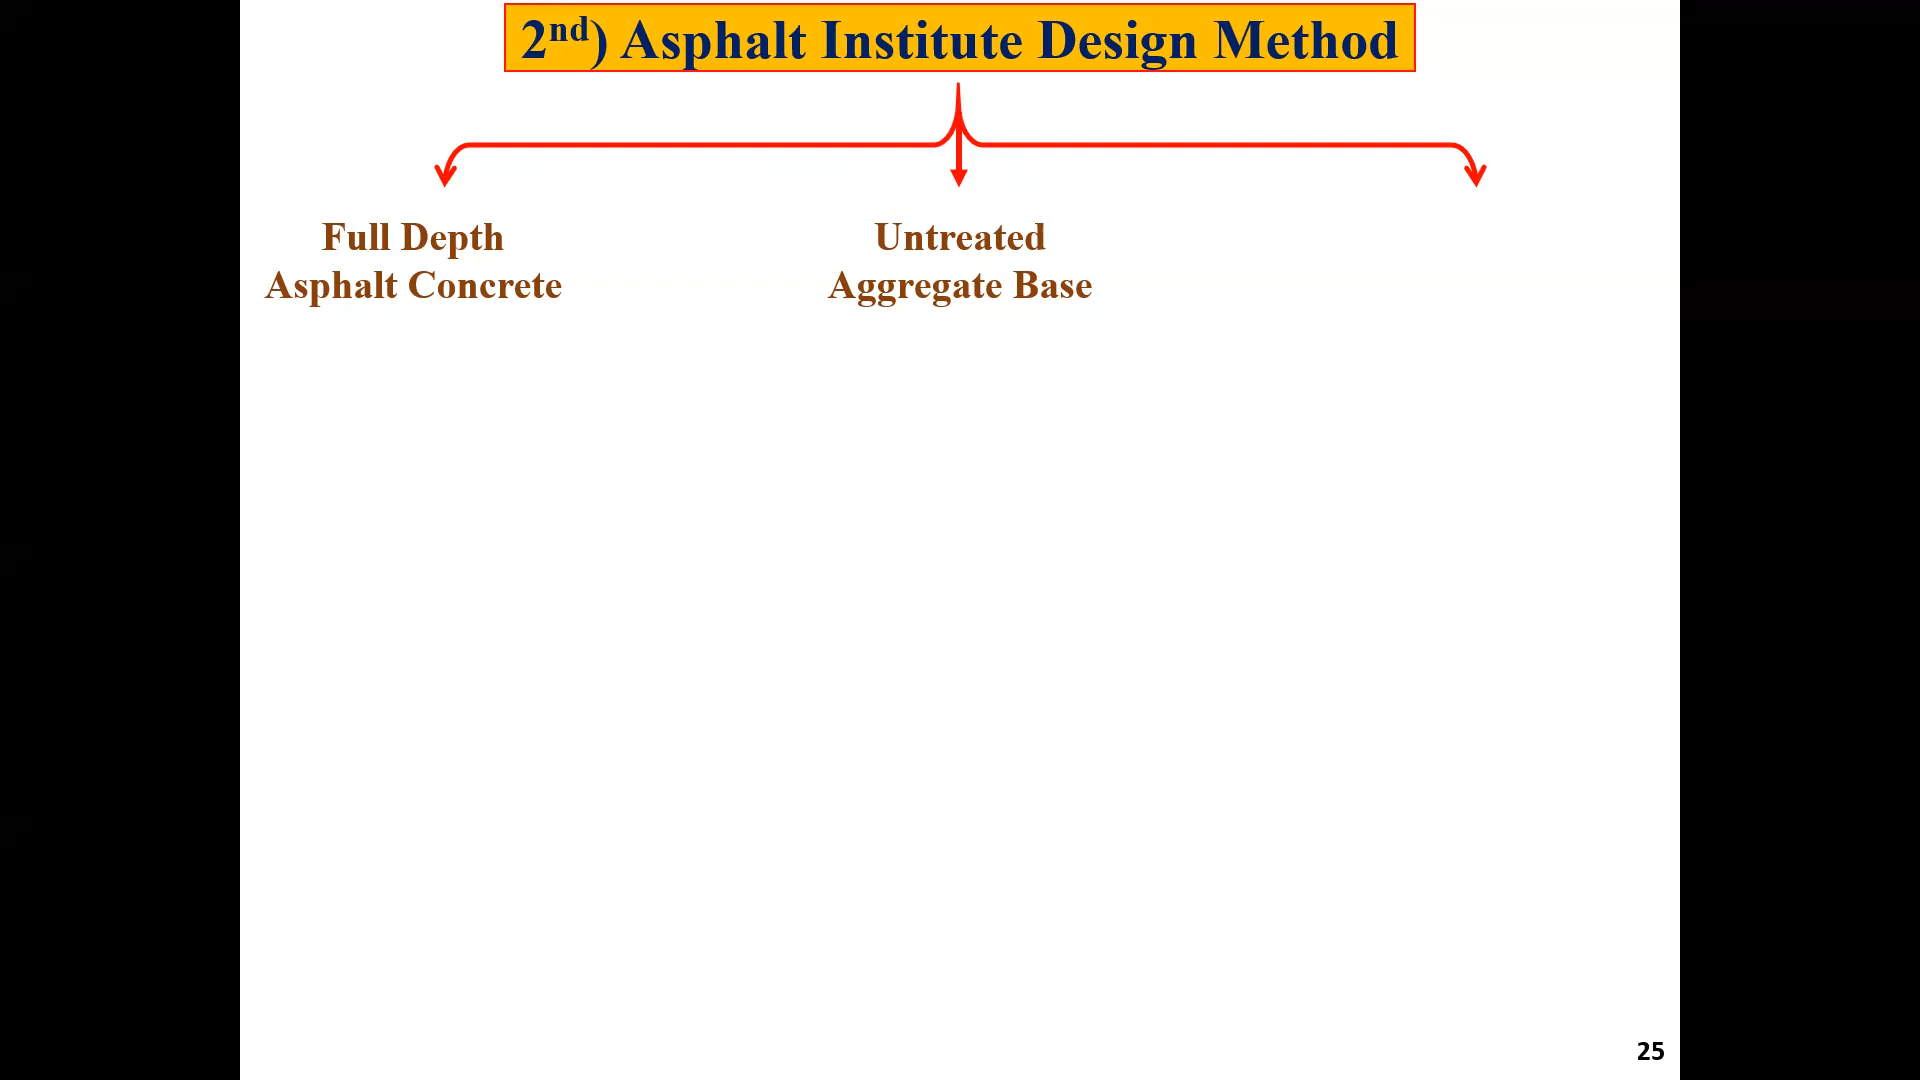 2nd) Asphalt Institute Design Method
Full Depth
Asphalt Concrete
Untreated
Aggregate Base
25